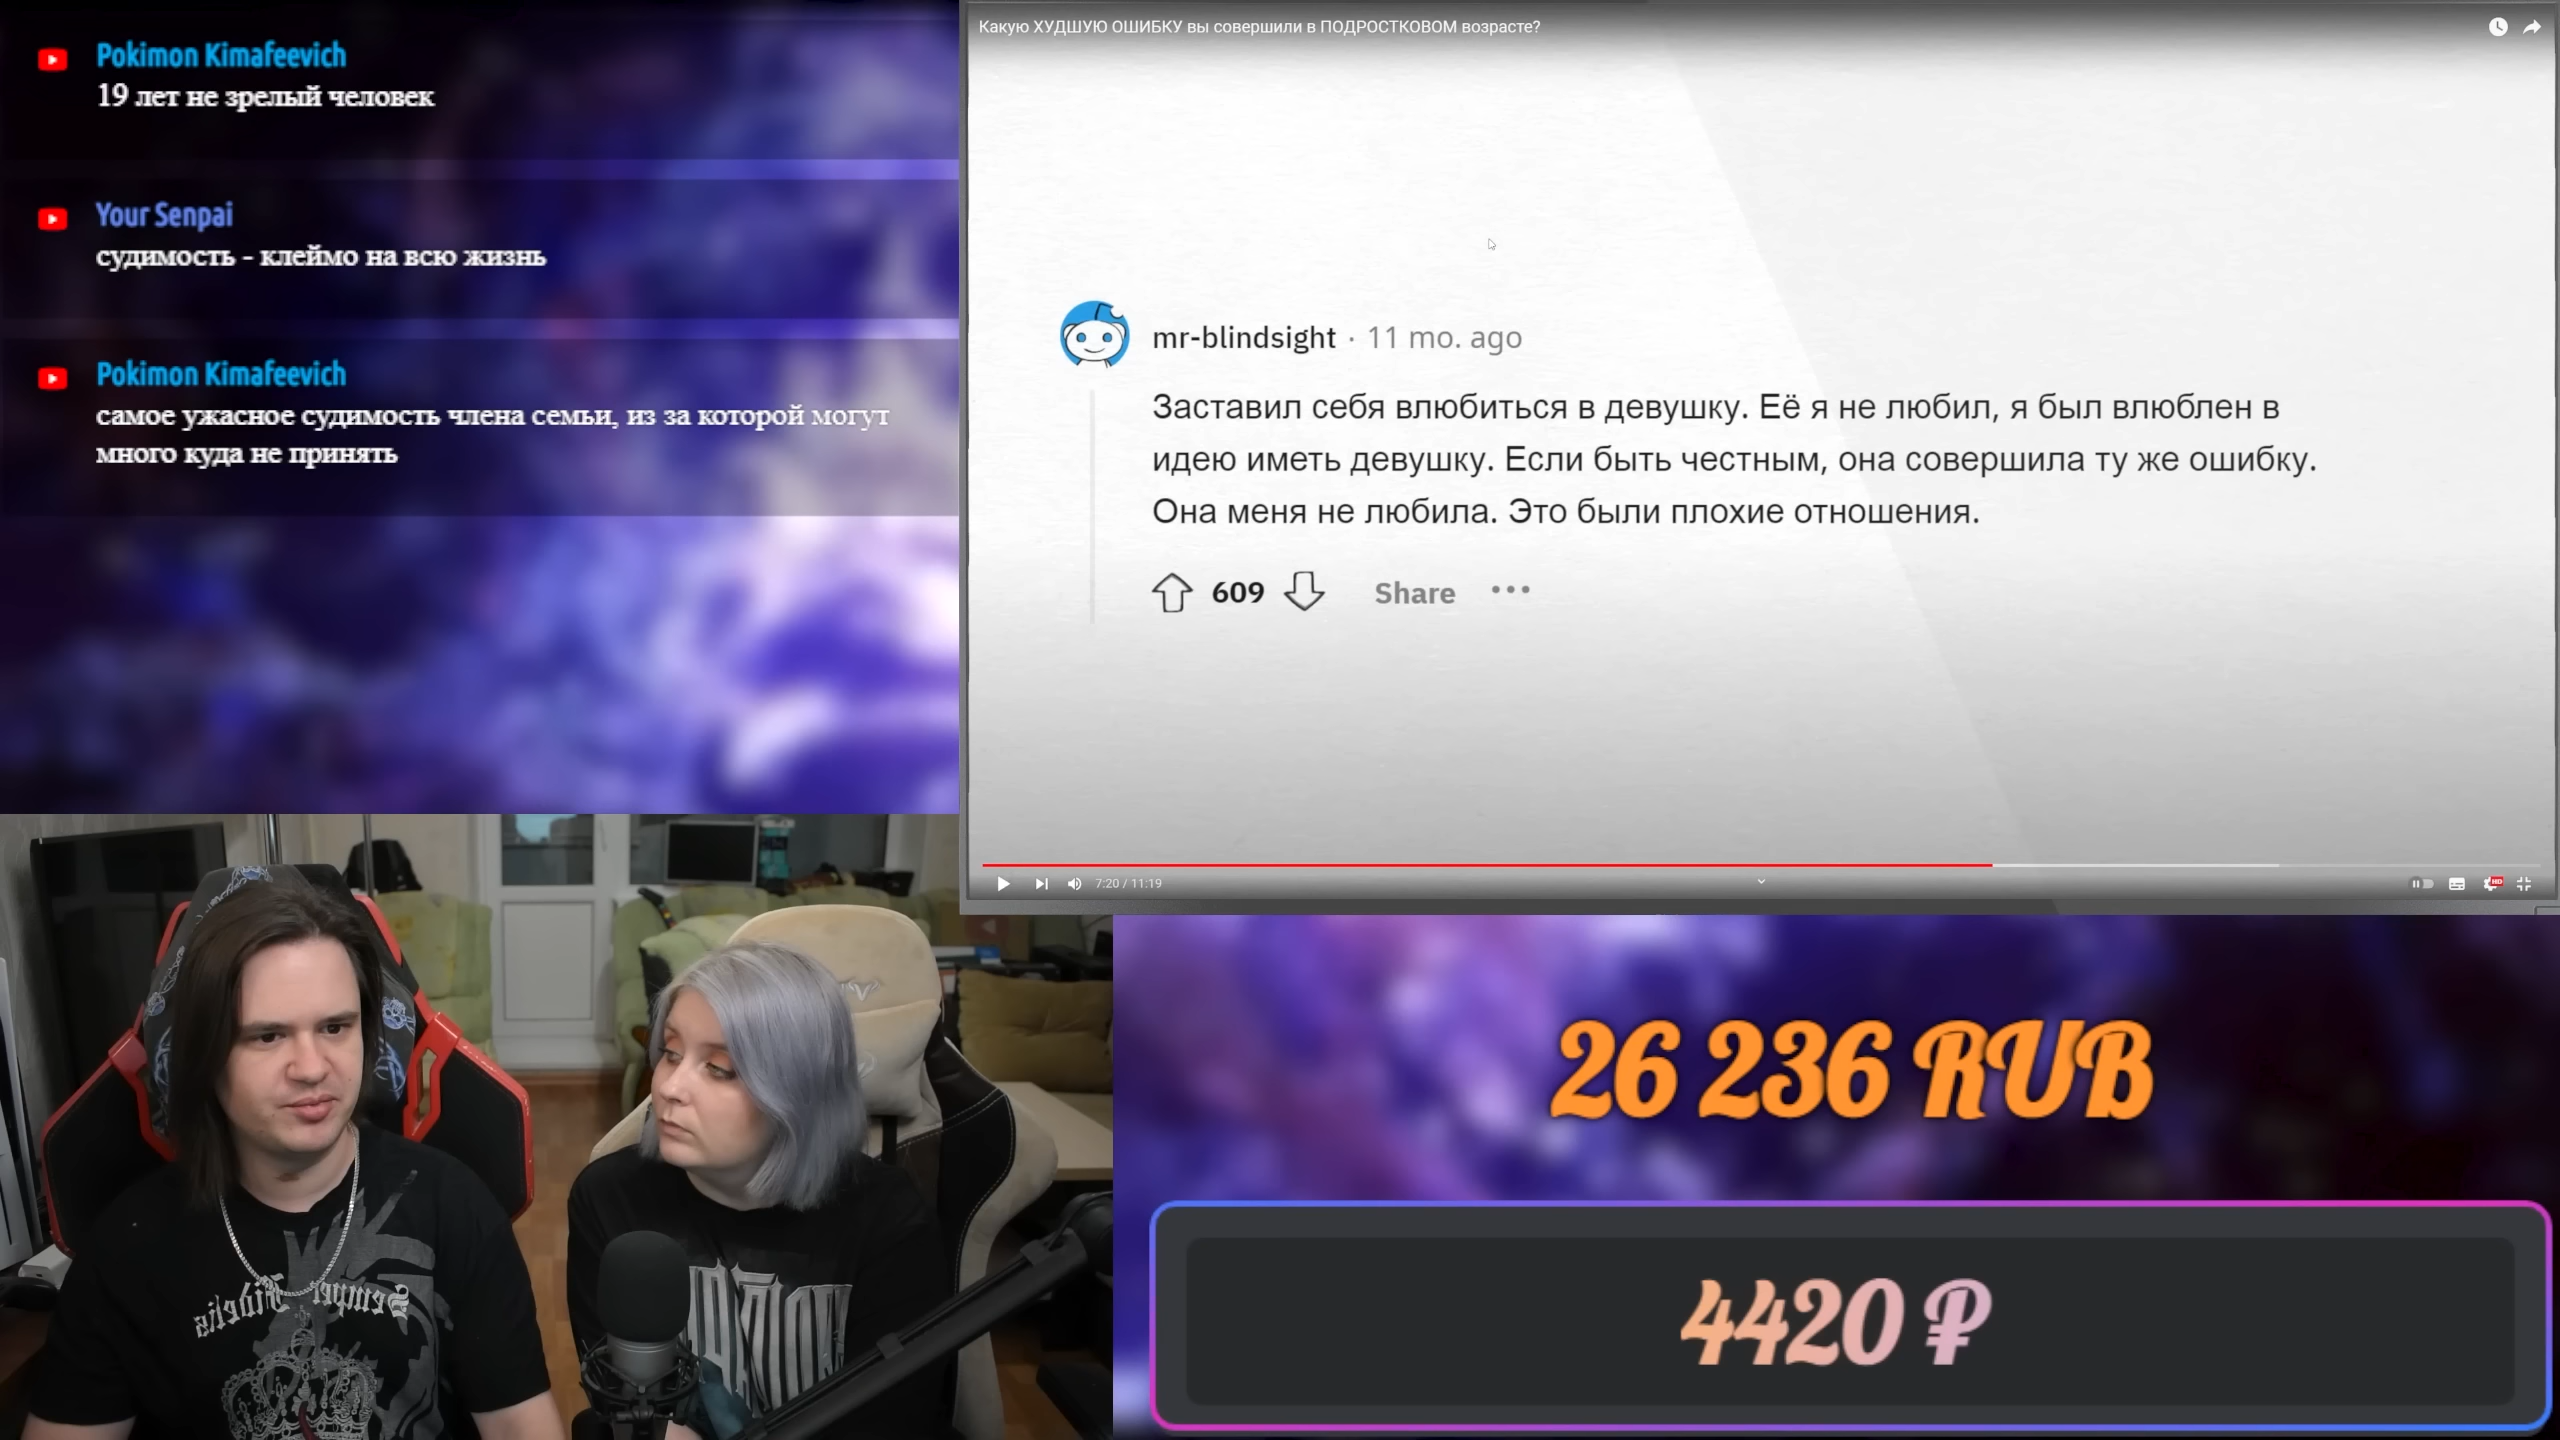 Pokimon Kimafeevich
19 лет не зрелый человек
Your Senpai
судимость - клеймо на всю жизнь
Pokimon Kimafeevich
самое ужасное судимость члена семьи, из за которой могут
много куда не принять
Какую ХУДШУЮ ОШИБКУ вы совершили в ПОДРОСТКОВОМ возрасте?
mr-blindsight · 11 mo. ago
Заставил себя влюбиться в девушку. Её я не любил, я был влюблен в
идею иметь девушку. Если быть честным, она совершила ту же ошибку.
Она меня не любила. Это были плохие отношения.
609 Share •••
7:20 / 11:19
HD
Semper Fidelis
26 236 RUB
4420 ₽